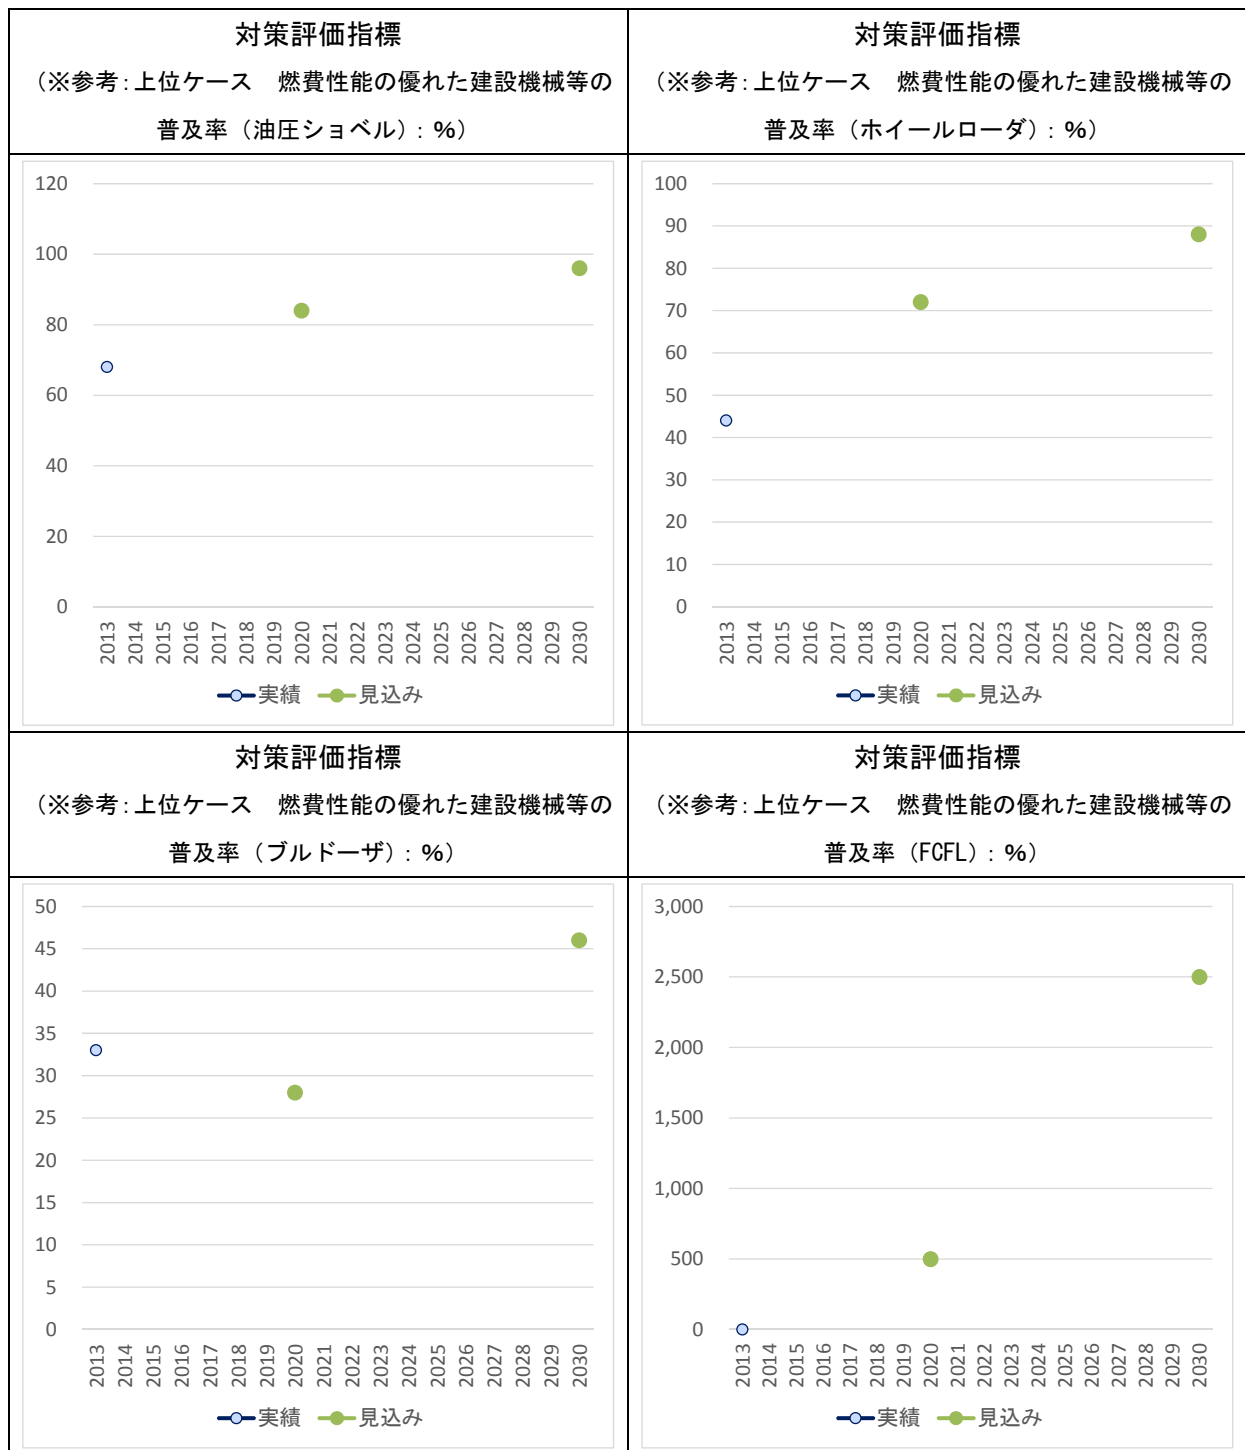 対策評価指標
(※参考:上位ケース　燃費性能の優れた建設機械等の
普及率(油圧ショベル):%)
120
100
80
60
40
20
0
2013 2014 2015 2016 2017 2018 2019 2020 2021 2022 2023 2024 2025 2026 2027 2028 2029 2030
実績 見込み
対策評価指標
(※参考:上位ケース　燃費性能の優れた建設機械等の
普及率(ホイールローダ):%)
100
90
80
70
60
50
40
30
20
10
0
2013 2014 2015 2016 2017 2018 2019 2020 2021 2022 2023 2024 2025 2026 2027 2028 2029 2030
実績 見込み
対策評価指標
(※参考:上位ケース　燃費性能の優れた建設機械等の
普及率(ブルドーザ):%)
50
45
40
35
30
25
20
15
10
5
0
2013 2014 2015 2016 2017 2018 2019 2020 2021 2022 2023 2024 2025 2026 2027 2028 2029 2030
実績 見込み
対策評価指標
(※参考:上位ケース　燃費性能の優れた建設機械等の
普及率(FCFL):%)
3,000
2,500
2,000
1,500
1,000
500
0
2013 2014 2015 2016 2017 2018 2019 2020 2021 2022 2023 2024 2025 2026 2027 2028 2029 2030
実績 見込み